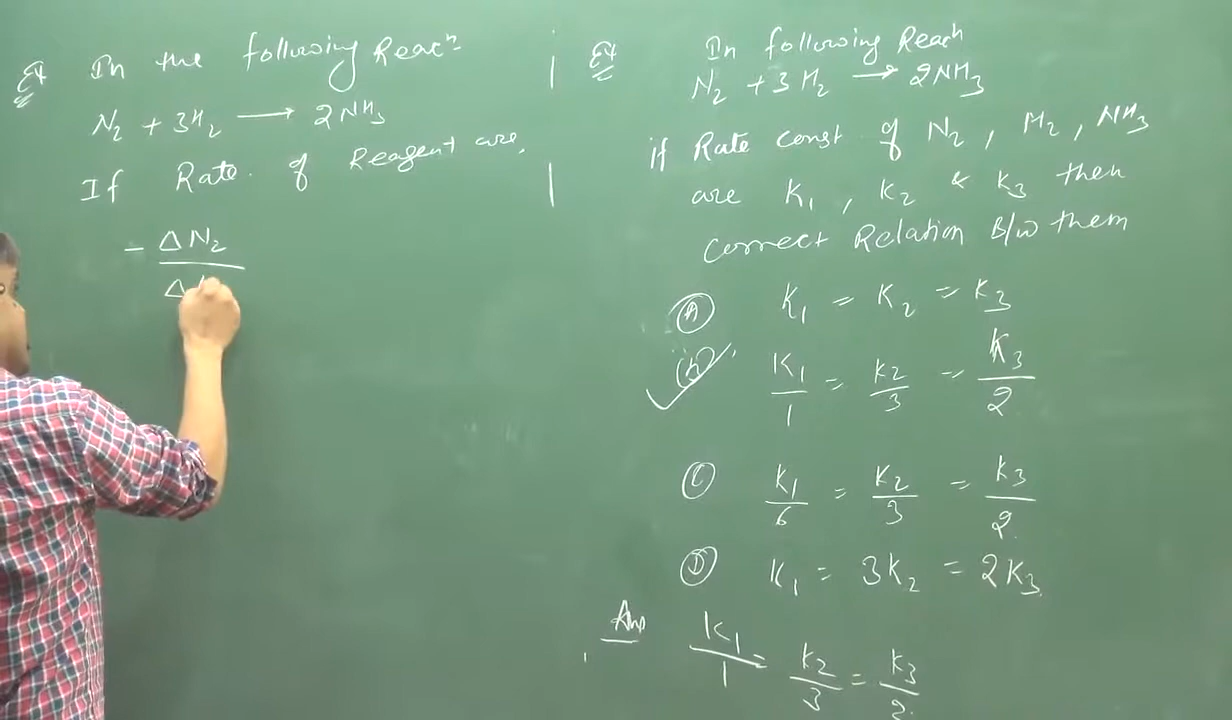 Ex In the following Reacn
N₂ + 3H₂ → 2NH₃
If Rate of Reagent are,
- ΔN₂
Δ
Ex In following Reacn
N₂ + 3H₂ → 2NH₃
if Rate const of N₂, H₂, NH₃
are K₁, K₂ & K₃ then
correct Relation B/w them
(A) K₁ = K₂ = K₃
K₁/1 = K₂/3 = K₃/2
(C) K₁/6 = K₂/3 = K₃/2
(D) K₁ = 3K₂ = 2K₃
Ans K₁/1 = K₂/3 = K₃/2